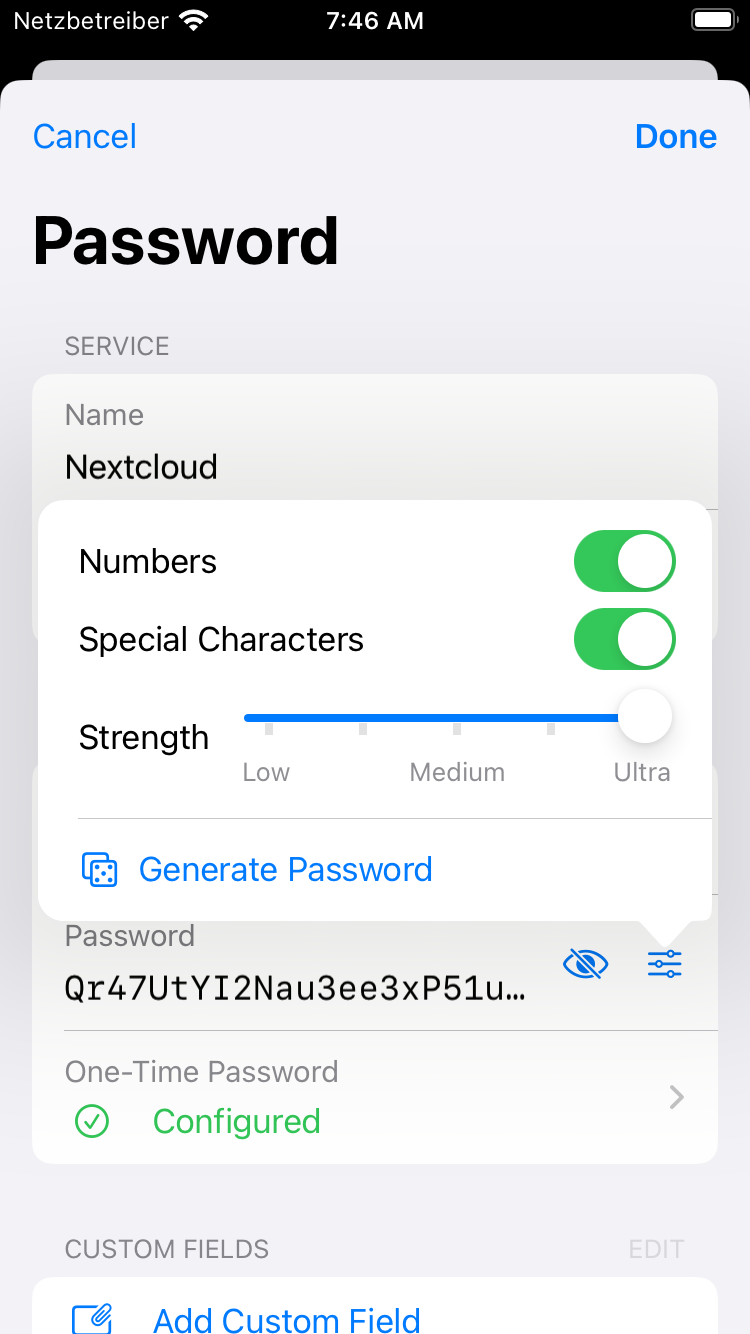 Netzbetreiber 7:46 AM
Cancel Done
Password
SERVICE
Name
Nextcloud
Numbers
Special Characters
Strength
Low Medium Ultra
Generate Password
Password
Qr47UtYI2Nau3ee3xP51u…
One-Time Password
Configured
CUSTOM FIELDS EDIT
Add Custom Field